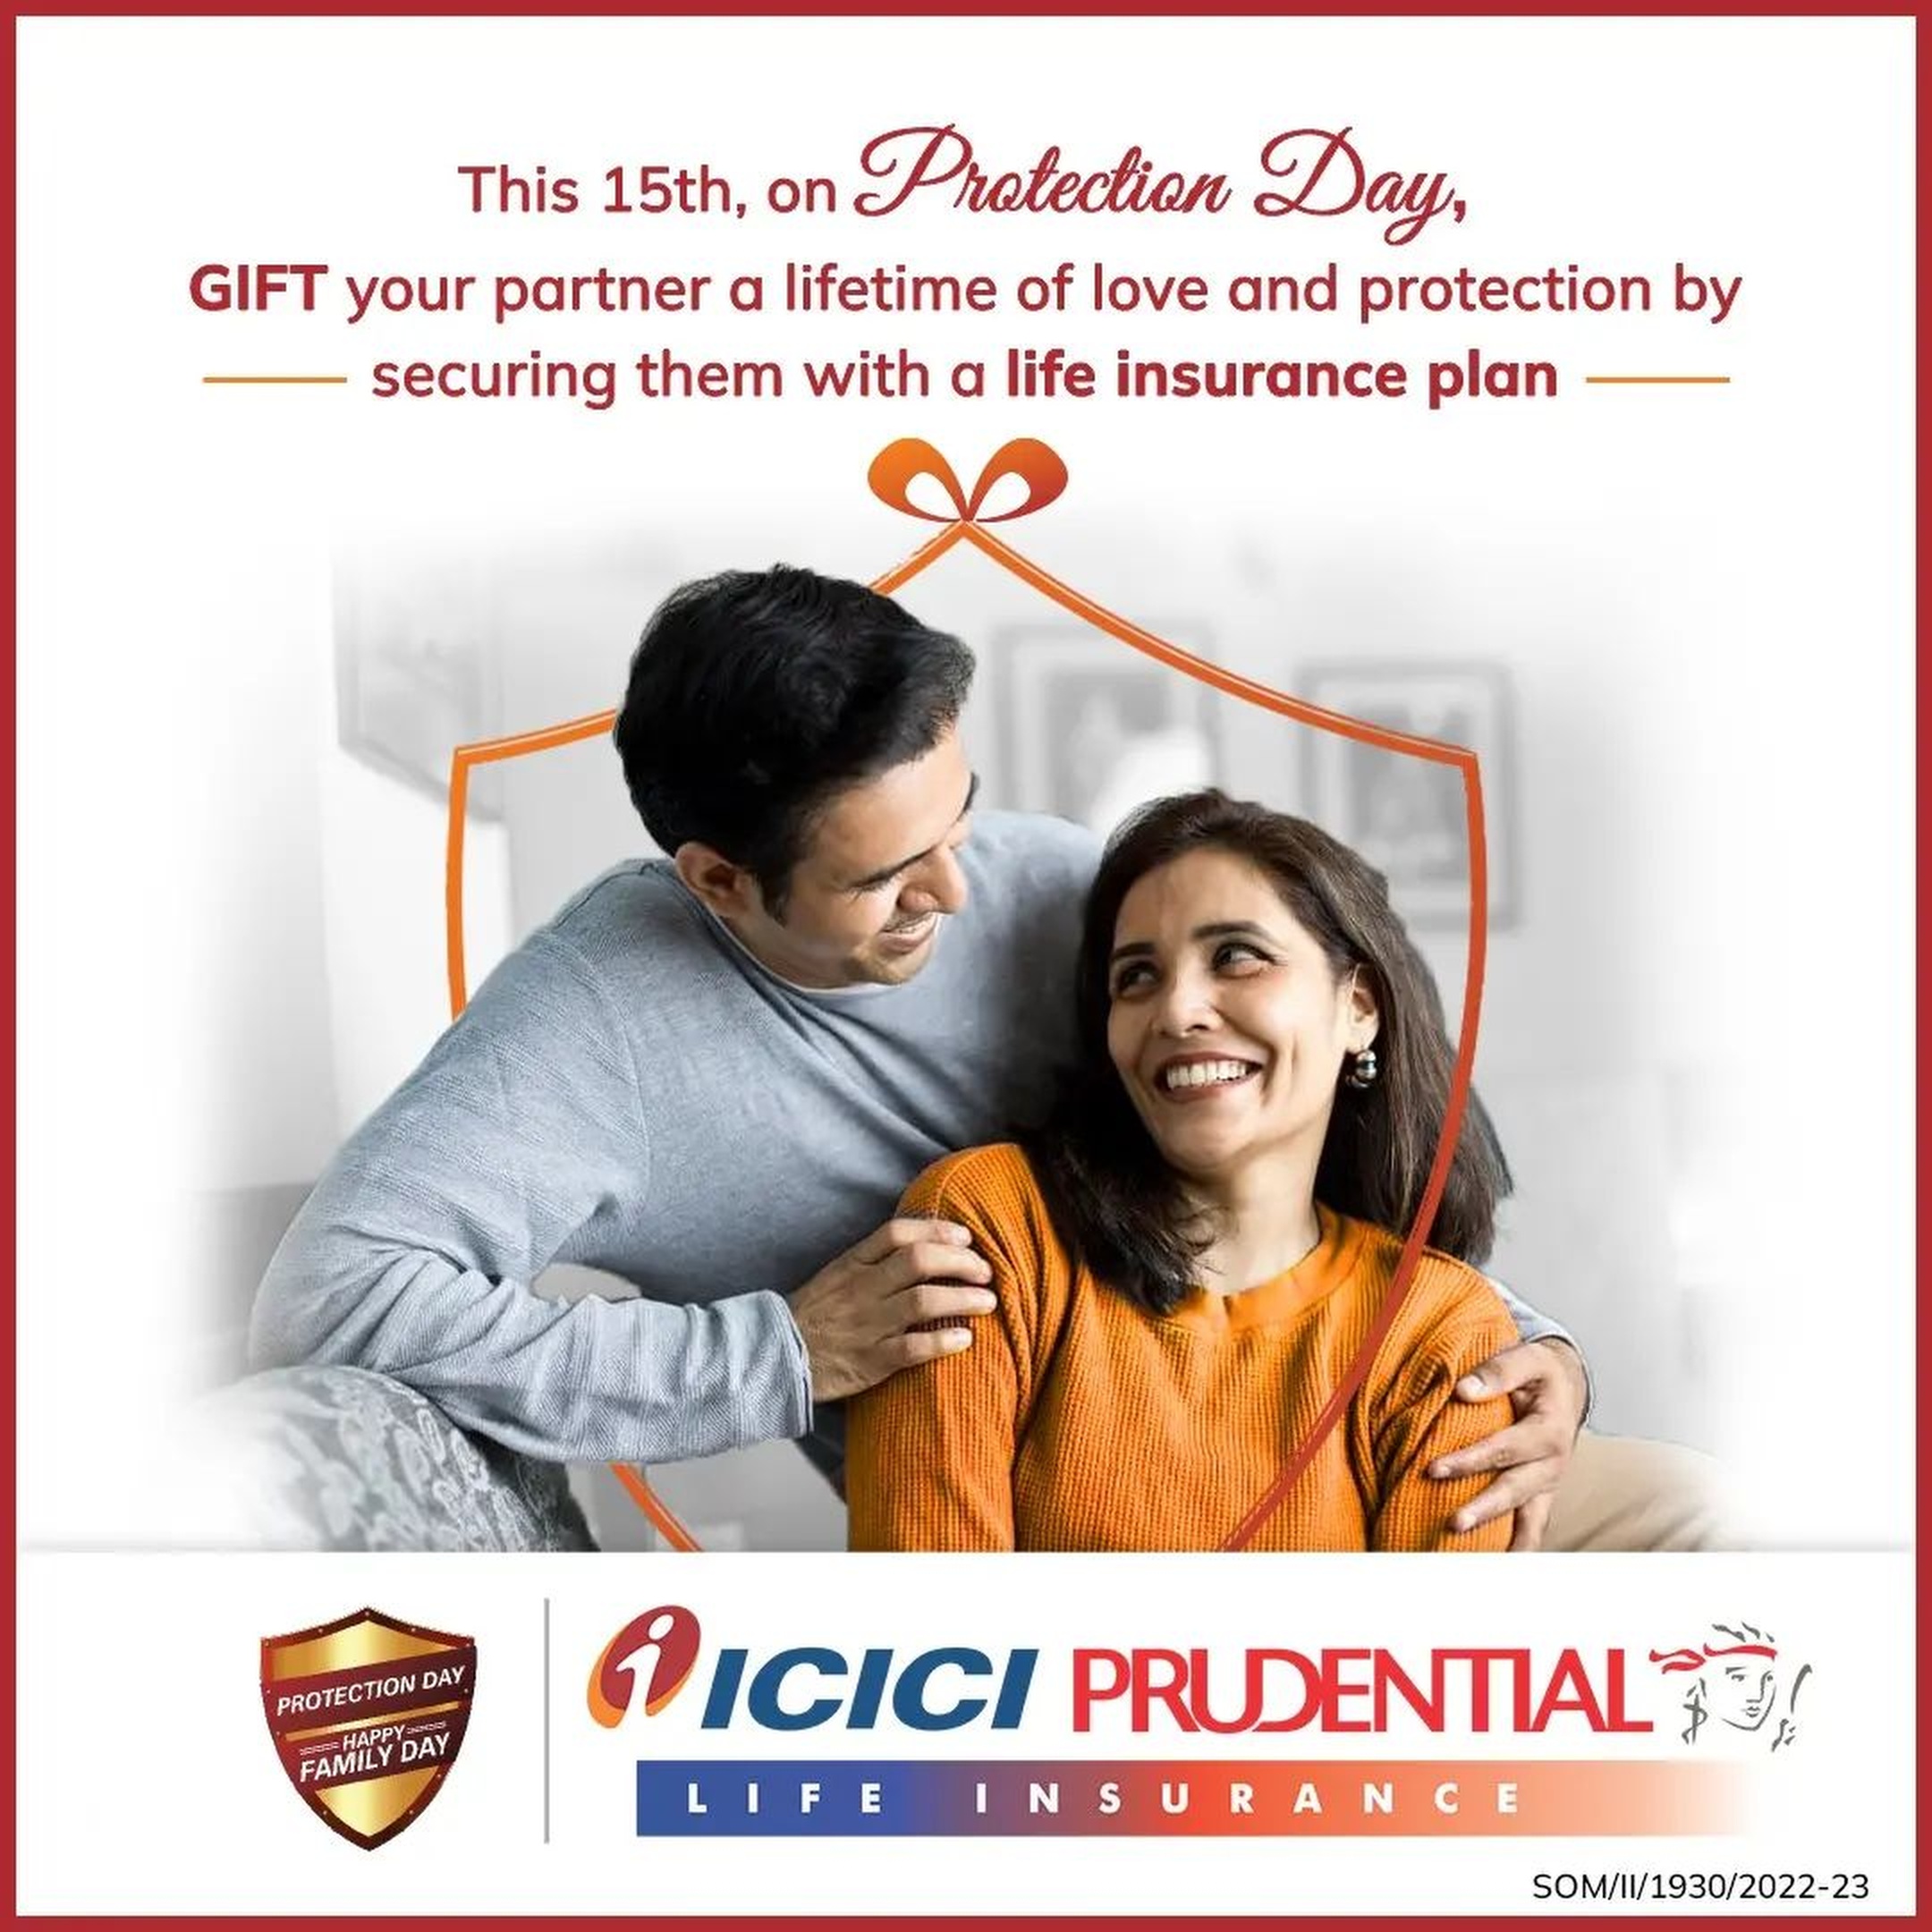 This 15th, on Protection Day,
GIFT your partner a lifetime of love and protection by
securing them with a life insurance plan
PROTECTION DAY
HAPPY
FAMILY DAY
ICICI PRUDENTIAL
LIFE INSURANCE
SOM/II/1930/2022-23